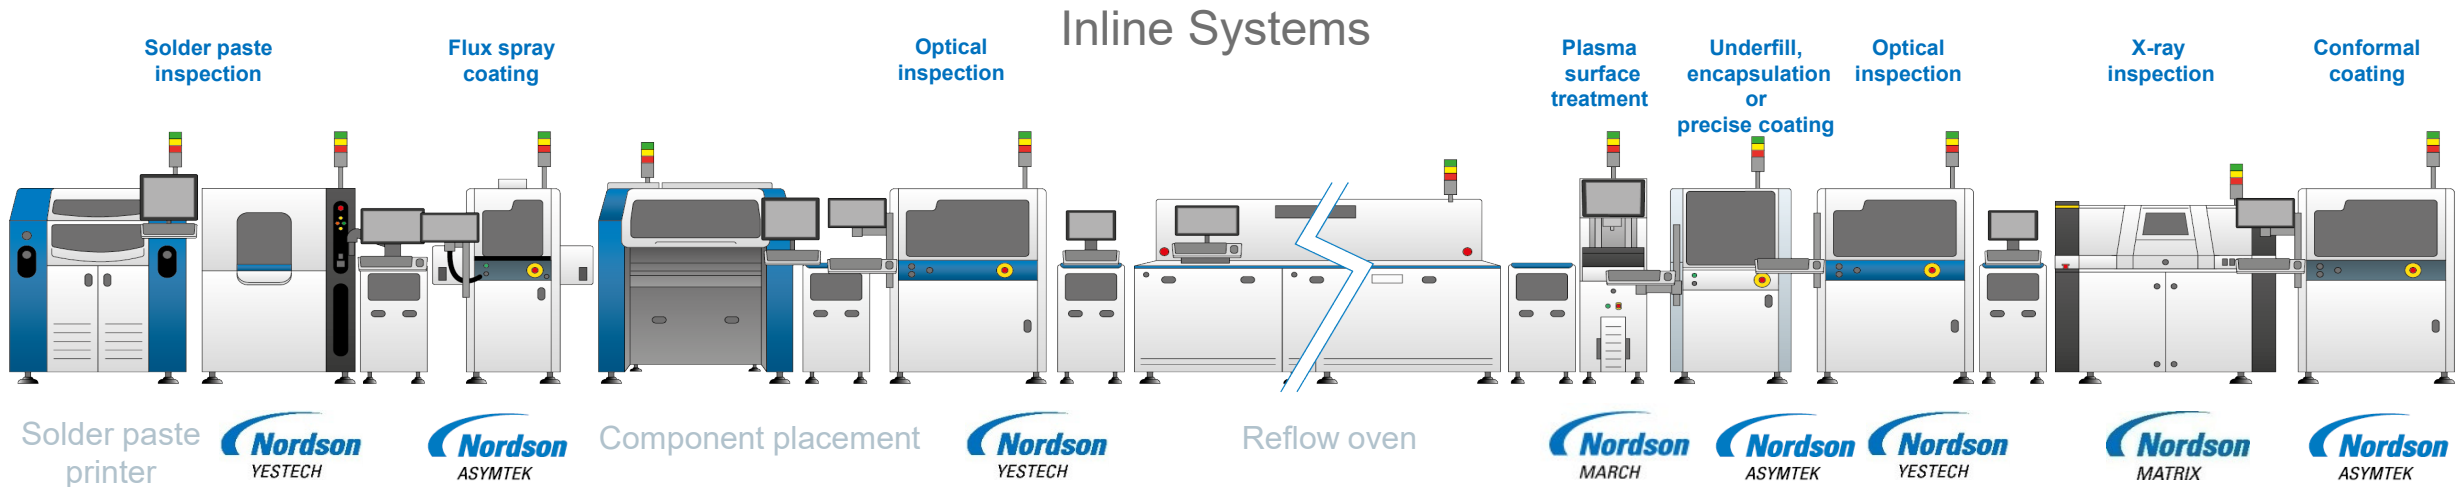 Inline Systems
Solder paste
inspection
Flux spray
coating
Optical
inspection
Plasma
surface
treatment
Underfill,
encapsulation
or
precise coating
Optical
inspection
X-ray
inspection
Conformal
coating
Solder paste
printer
Nordson
YESTECH
Nordson
ASYMTEK
Component placement
Nordson
YESTECH
Reflow oven
Nordson
MARCH
Nordson
ASYMTEK
Nordson
YESTECH
Nordson
MATRIX
Nordson
ASYMTEK